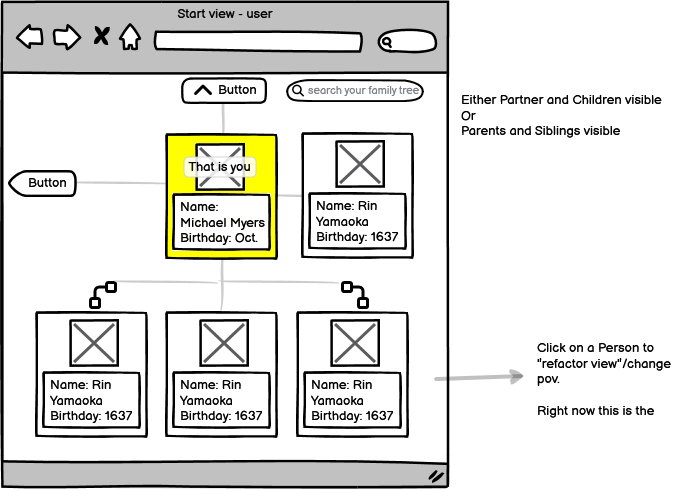 Start view - user
Button
search your family tree
Either Partner and Children visible
Or
Parents and Siblings visible
That is you
Button
Name:
Michael Myers
Birthday: Oct.
Name: Rin
Yamaoka
Birthday: 1637
Name: Rin
Yamaoka
Birthday: 1637
Name: Rin
Yamaoka
Birthday: 1637
Name: Rin
Yamaoka
Birthday: 1637
Click on a Person to
"refactor view"/change
pov.
Right now this is the